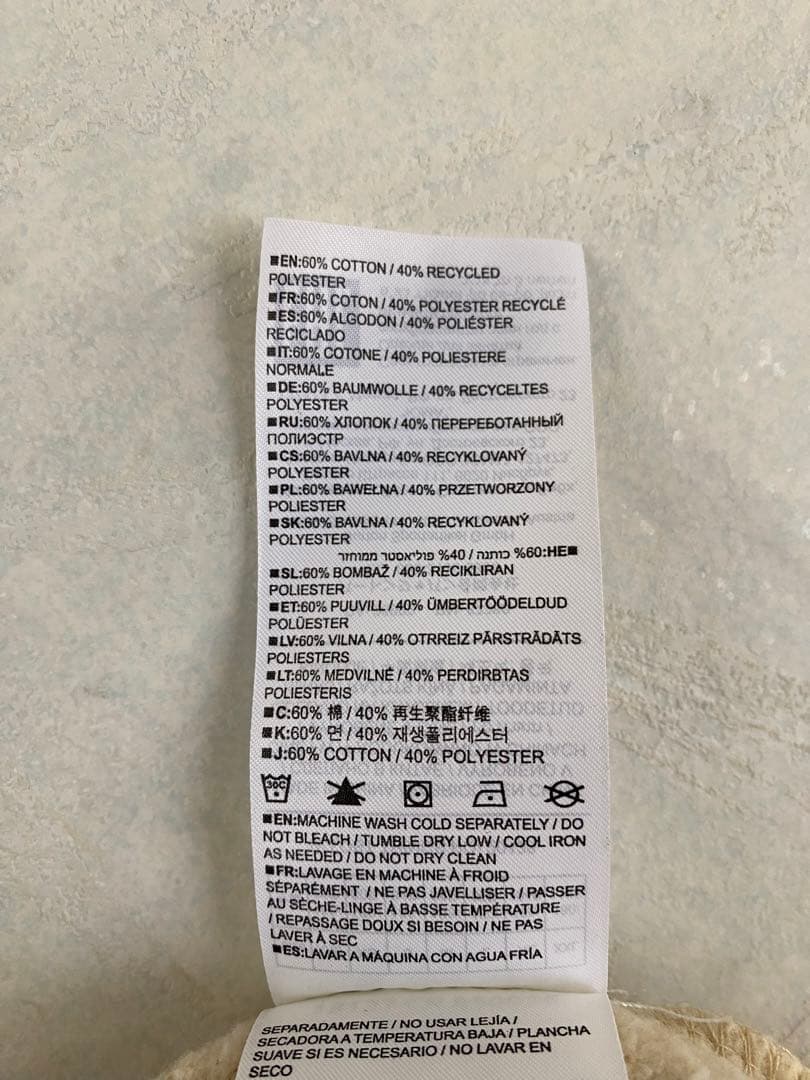 ■EN:60% COTTON / 40% RECYCLED
POLYESTER
■FR:60% COTON / 40% POLYESTER RECYCLÉ
■ES:60% ALGODON / 40% POLIÉSTER
RECICLADO
■IT:60% COTONE / 40% POLIESTERE
NORMALE
■DE:60% BAUMWOLLE / 40% RECYCELTES
POLYESTER
■RU:60% ХЛОПОК / 40% ПЕРЕРЕБОТАННЫЙ
ПОЛИЭСТР
■CS:60% BAVLNA / 40% RECYKLOVANÝ
POLYESTER
■PL:60% BAWEŁNA / 40% PRZETWORZONY
POLIESTER
■SK:60% BAVLNA / 40% RECYKLOVANÝ
POLYESTER
■HE:60% כותנה / 40% פוליאסטר ממוחזר
■SL:60% BOMBAŽ / 40% RECIKLIRAN
POLIESTER
■ET:60% PUUVILL / 40% ÜMBERTÖÖDELDUD
POLÜESTER
■LV:60% VILNA / 40% OTRREIZ PĀRSTRĀDĀTS
POLIESTERS
■LT:60% MEDVILNĖ / 40% PERDIRBTAS
POLIESTERIS
■C:60% 棉 / 40% 再生聚酯纤维
■K:60% 면 / 40% 재생폴리에스터
■J:60% COTTON / 40% POLYESTER
30C
■EN:MACHINE WASH COLD SEPARATELY / DO
NOT BLEACH / TUMBLE DRY LOW / COOL IRON
AS NEEDED / DO NOT DRY CLEAN
■FR:LAVAGE EN MACHINE À FROID
SÉPARÉMENT / NE PAS JAVELLISER / PASSER
AU SÈCHE-LINGE À BASSE TEMPÉRATURE
/ REPASSAGE DOUX SI BESOIN / NE PAS
LAVER À SEC
■ES:LAVAR A MÁQUINA CON AGUA FRÍA
SEPARADAMENTE / NO USAR LEJÍA /
SECADORA A TEMPERATURA BAJA / PLANCHA
SUAVE SI ES NECESARIO / NO LAVAR EN
SECO